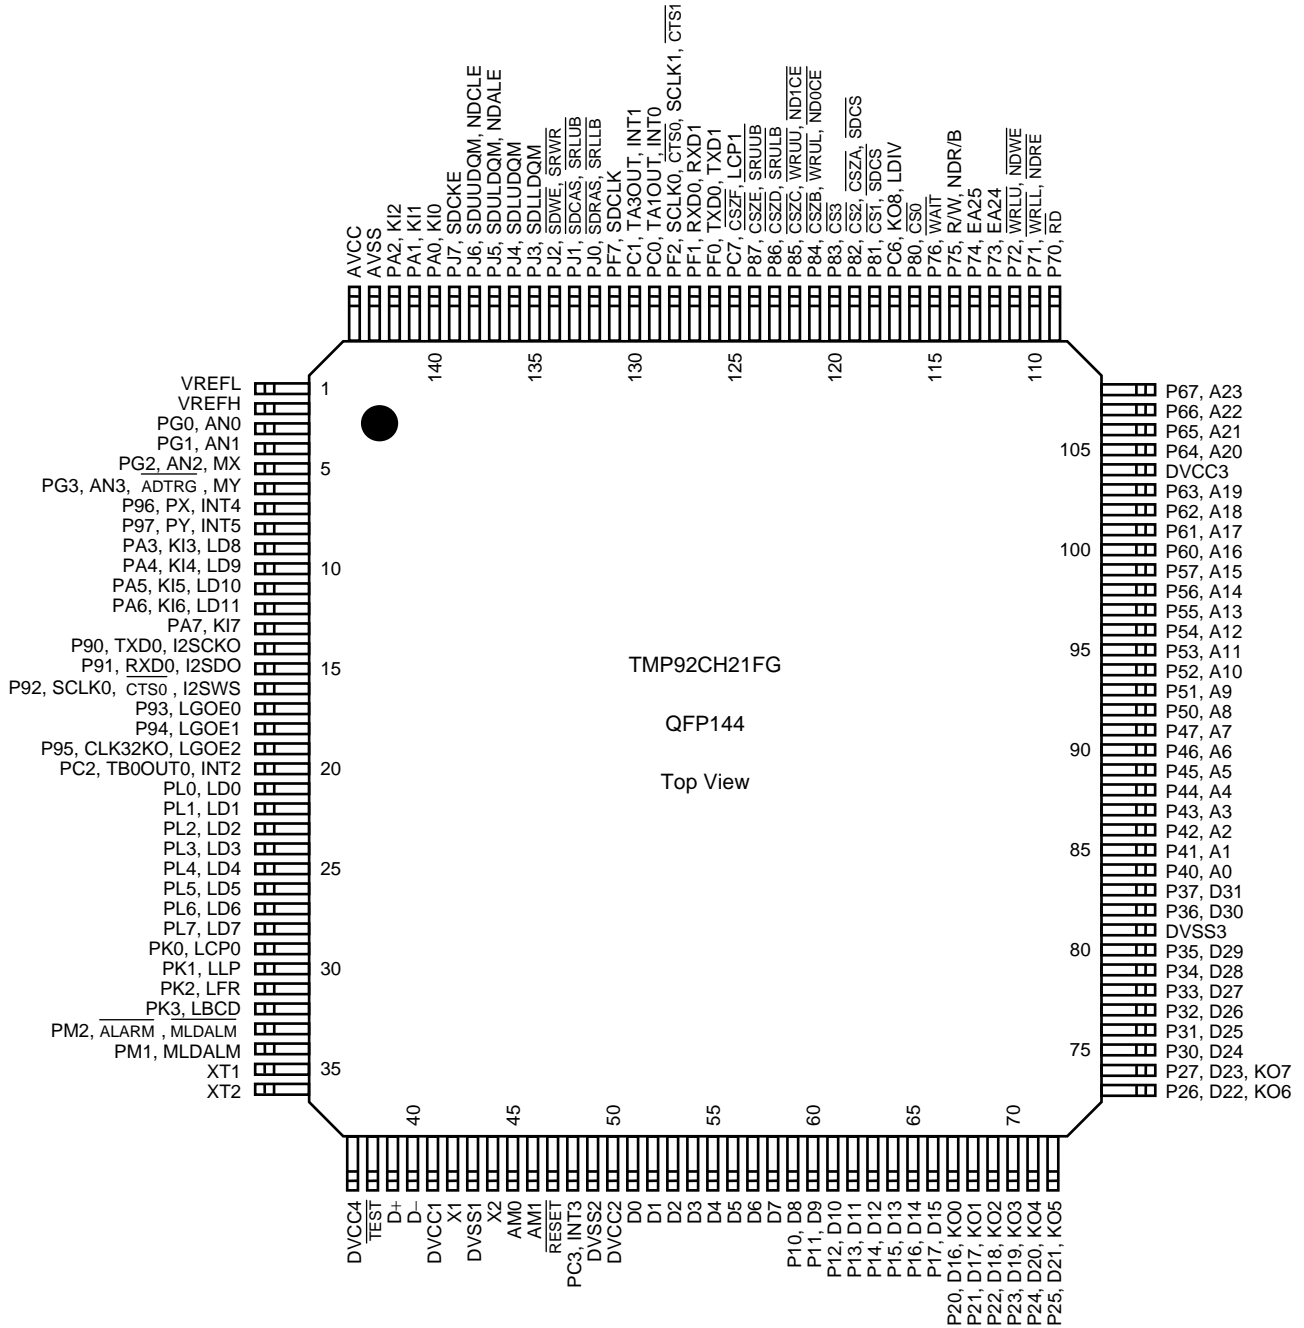 AVCC
AVSS
PA2, KI2
PA1, KI1
PA0, KI0
PJ7, SDCKE
PJ6, SDUUDQM, NDCLE
PJ5, SDULDQM, NDALE
PJ4, SDLUDQM
PJ3, SDLLDQM
PJ2, SDWE, SRWR
PJ1, SDCAS, SRLUB
PJ0, SDRAS, SRLLB
PF7, SDCLK
PC1, TA3OUT, INT1
PC0, TA1OUT, INT0
PF2, SCLK0, CTS0, SCLK1, CTS1
PF1, RXD0, RXD1
PF0, TXD0, TXD1
PC7, CSZF, LCP1
P87, CSZE, SRUUB
P86, CSZD, SRULB
P85, CSZC, WRUU, ND1CE
P84, CSZB, WRUL, ND0CE
P83, CS3
P82, CS2, CSZA, SDCS
P81, CS1, SDCS
PC6, KO8, LDIV
P80, CS0
P76, WAIT
P75, R/W, NDR/B
P74, EA25
P73, EA24
P72, WRLU, NDWE
P71, WRLL, NDRE
P70, RD
140
135
130
125
120
115
110
VREFL
VREFH
PG0, AN0
PG1, AN1
PG2, AN2, MX
PG3, AN3, ADTRG , MY
P96, PX, INT4
P97, PY, INT5
PA3, KI3, LD8
PA4, KI4, LD9
PA5, KI5, LD10
PA6, KI6, LD11
PA7, KI7
P90, TXD0, I2SCKO
P91, RXD0, I2SDO
P92, SCLK0, CTS0 , I2SWS
P93, LGOE0
P94, LGOE1
P95, CLK32KO, LGOE2
PC2, TB0OUT0, INT2
PL0, LD0
PL1, LD1
PL2, LD2
PL3, LD3
PL4, LD4
PL5, LD5
PL6, LD6
PL7, LD7
PK0, LCP0
PK1, LLP
PK2, LFR
PK3, LBCD
PM2, ALARM , MLDALM
PM1, MLDALM
XT1
XT2
1
5
10
15
20
25
30
35
TMP92CH21FG
QFP144
Top View
105
100
95
90
85
80
75
P67, A23
P66, A22
P65, A21
P64, A20
DVCC3
P63, A19
P62, A18
P61, A17
P60, A16
P57, A15
P56, A14
P55, A13
P54, A12
P53, A11
P52, A10
P51, A9
P50, A8
P47, A7
P46, A6
P45, A5
P44, A4
P43, A3
P42, A2
P41, A1
P40, A0
P37, D31
P36, D30
DVSS3
P35, D29
P34, D28
P33, D27
P32, D26
P31, D25
P30, D24
P27, D23, KO7
P26, D22, KO6
40
45
50
55
60
65
70
DVCC4
TEST
D+
D−
DVCC1
X1
DVSS1
X2
AM0
AM1
RESET
PC3, INT3
DVSS2
DVCC2
D0
D1
D2
D3
D4
D5
D6
D7
P10, D8
P11, D9
P12, D10
P13, D11
P14, D12
P15, D13
P16, D14
P17, D15
P20, D16, KO0
P21, D17, KO1
P22, D18, KO2
P23, D19, KO3
P24, D20, KO4
P25, D21, KO5